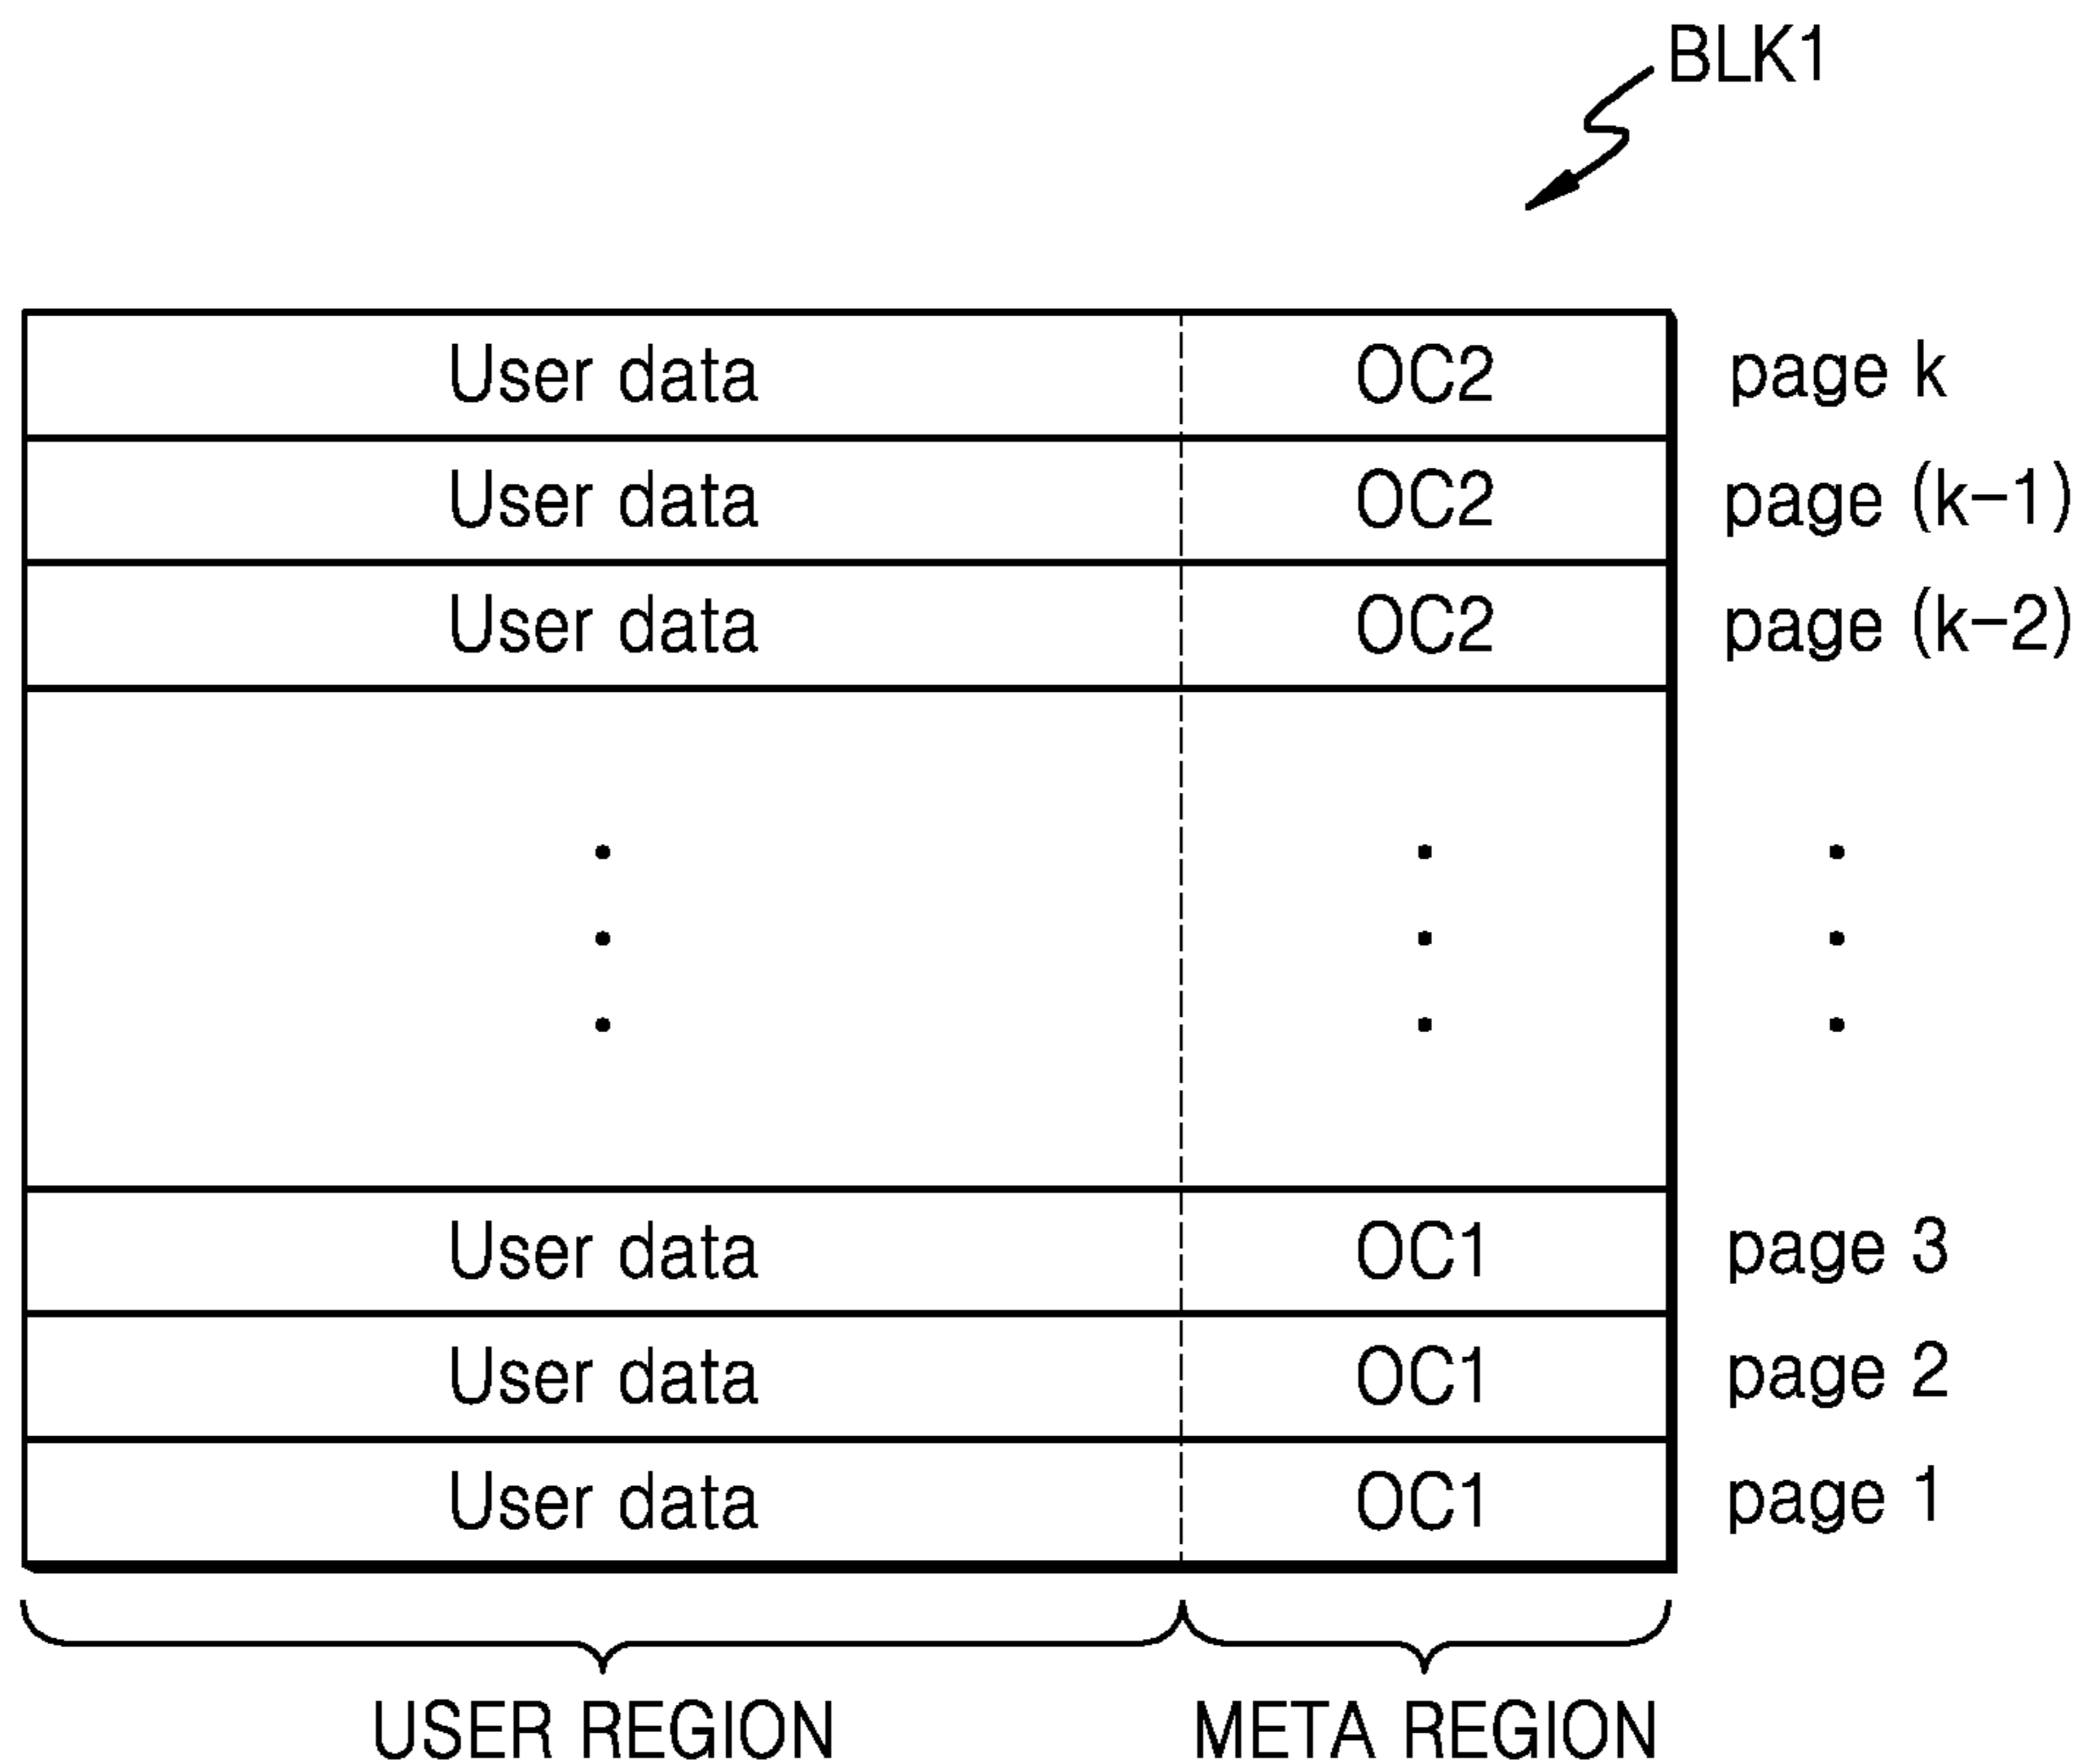 BLK1
User data OC2 page k
User data OC2 page (k-1)
User data OC2 page (k-2)
User data OC1 page 3
User data OC1 page 2
User data OC1 page 1
USER REGION META REGION